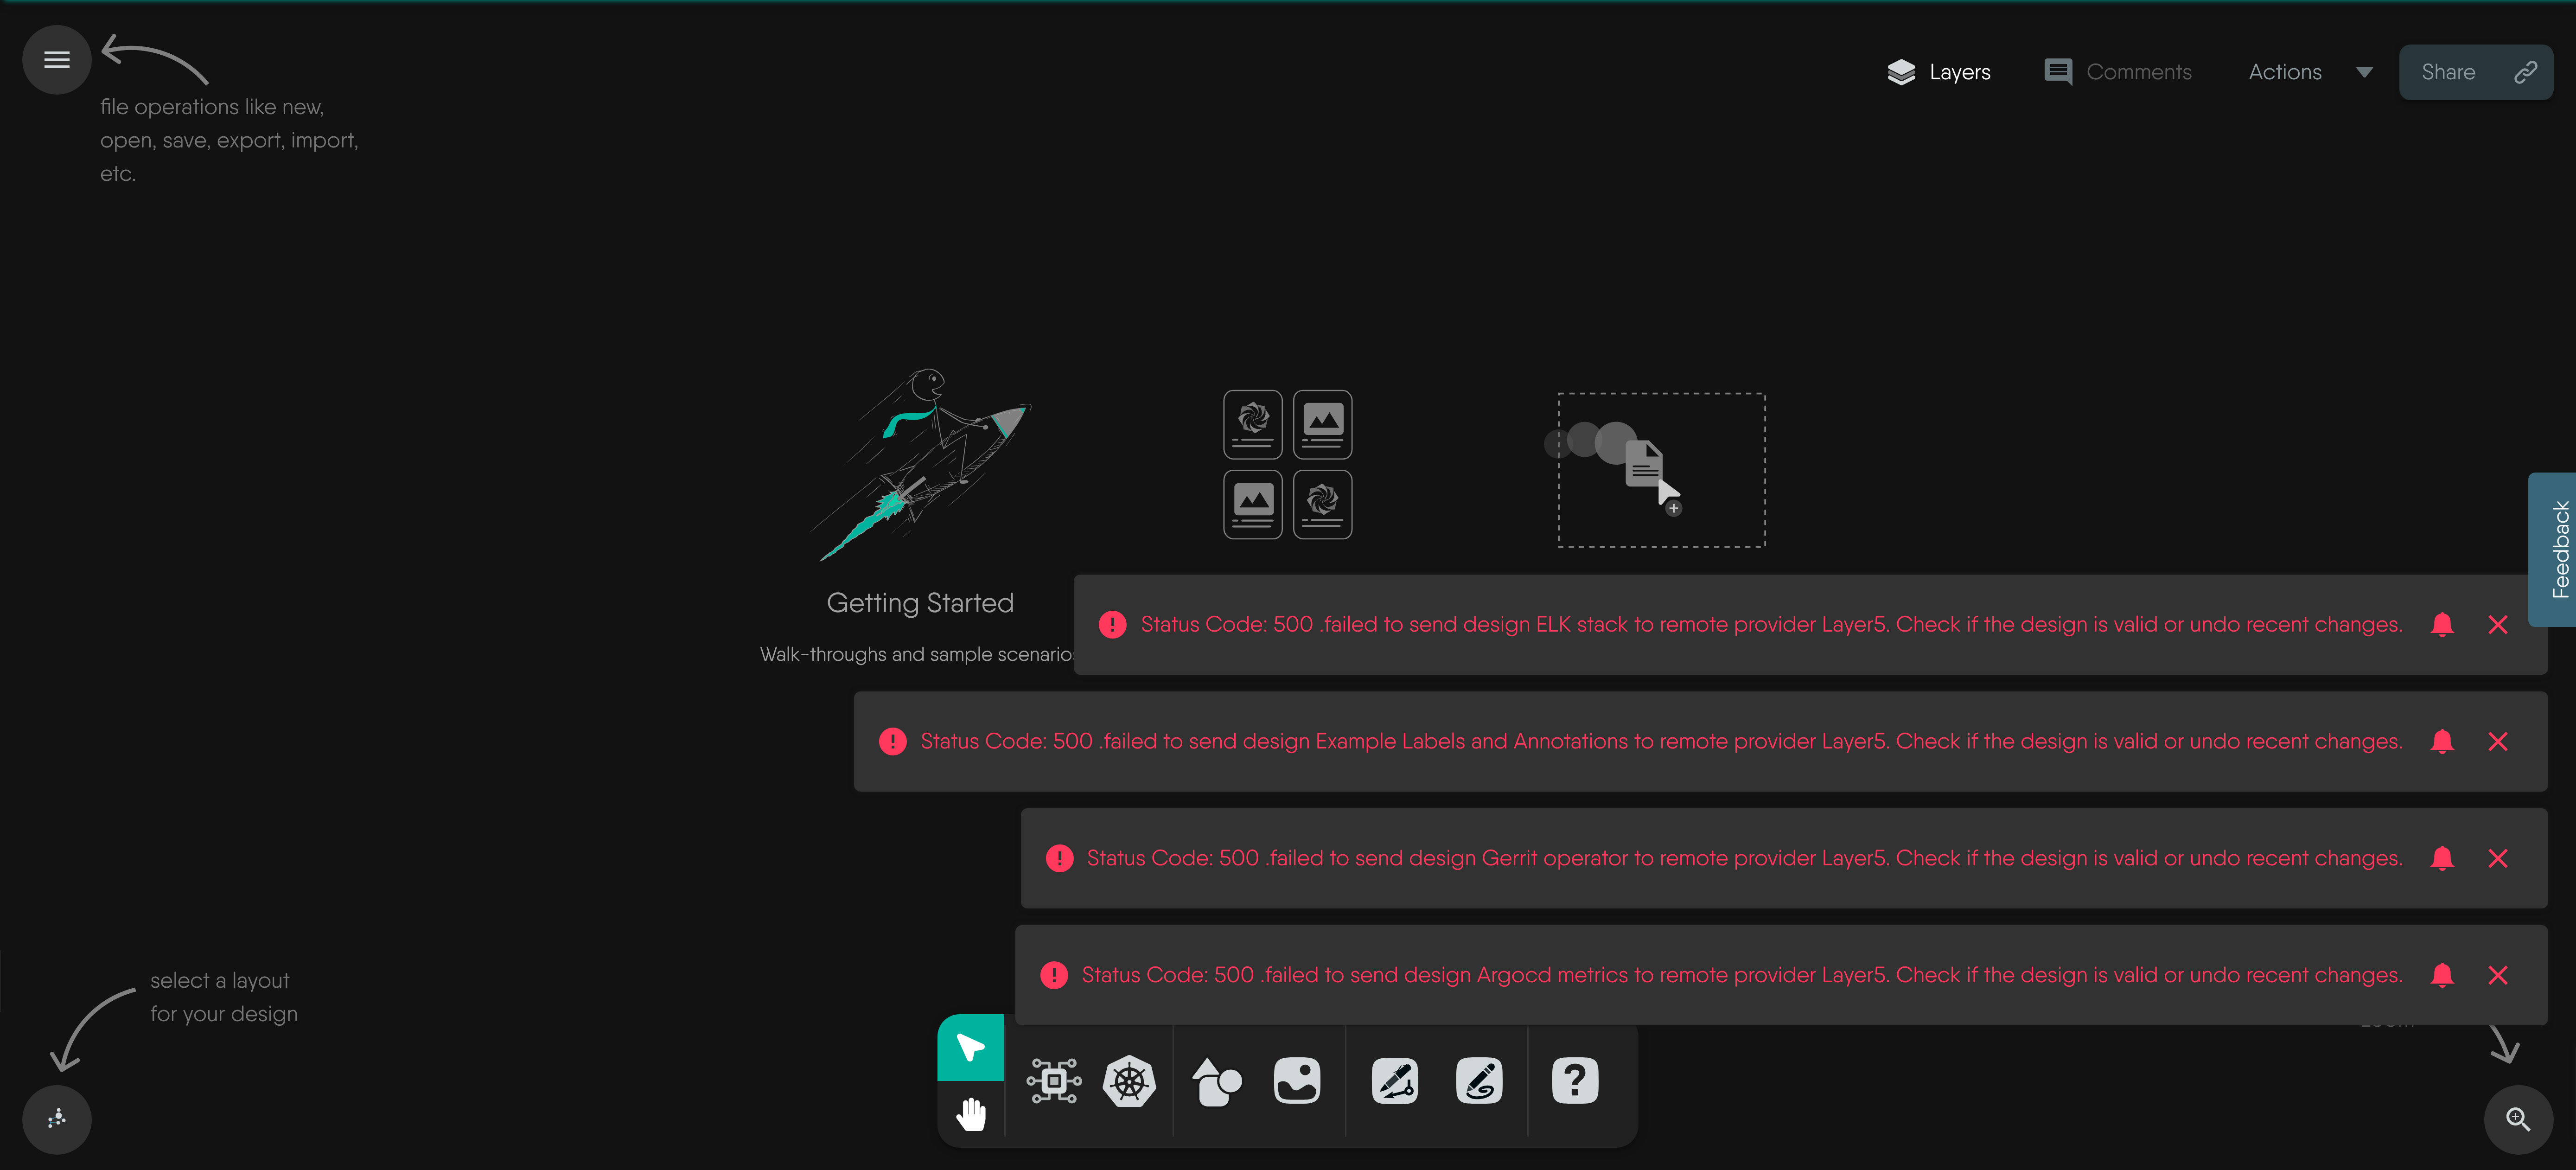 file operations like new,
open, save, export, import,
etc.
Layers
Comments
Actions
Share
Feedback
Getting Started
Walk-throughs and sample scenario
Status Code: 500 .failed to send design ELK stack to remote provider Layer5. Check if the design is valid or undo recent changes.
Status Code: 500 .failed to send design Example Labels and Annotations to remote provider Layer5. Check if the design is valid or undo recent changes.
Status Code: 500 .failed to send design Gerrit operator to remote provider Layer5. Check if the design is valid or undo recent changes.
Status Code: 500 .failed to send design Argocd metrics to remote provider Layer5. Check if the design is valid or undo recent changes.
select a layout
for your design